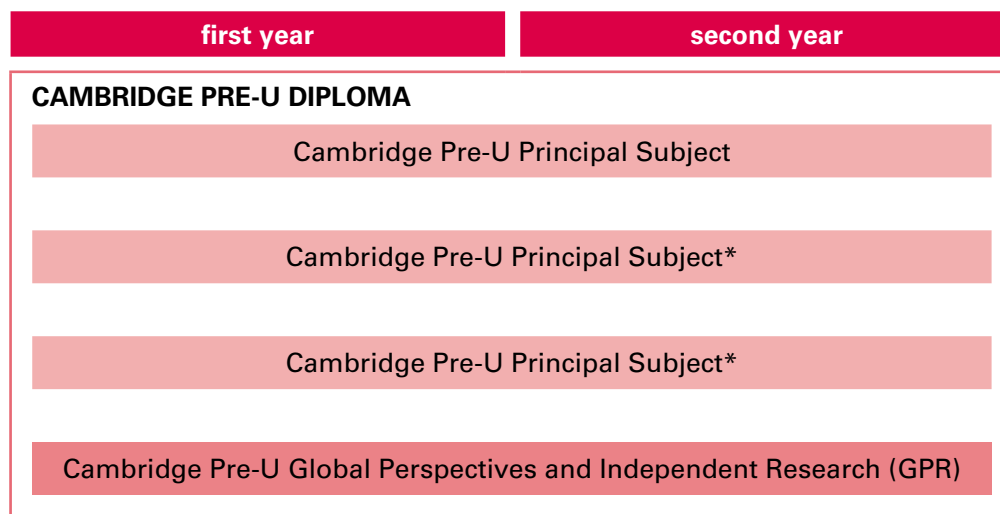 first year
second year
CAMBRIDGE PRE-U DIPLOMA
Cambridge Pre-U Principal Subject
Cambridge Pre-U Principal Subject*
Cambridge Pre-U Principal Subject*
Cambridge Pre-U Global Perspectives and Independent Research (GPR)